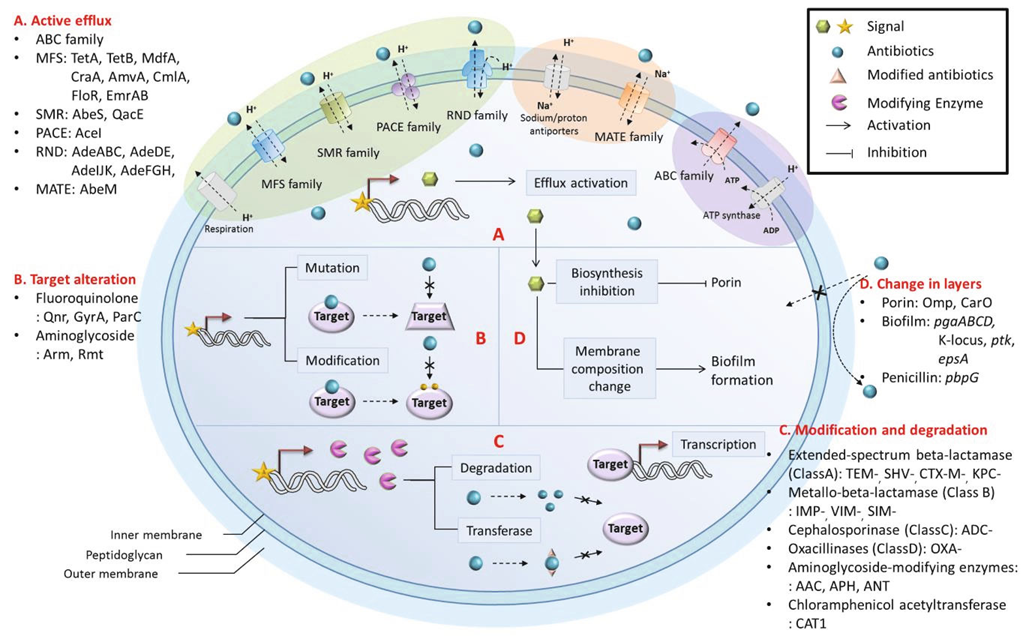 A. Active efflux
• ABC family
• MFS: TetA, TetB, MdfA,
CraA, AmvA, CmlA,
FloR, EmrAB
• SMR: AbeS, QacE
• PACE: AceI
• RND: AdeABC, AdeDE,
AdeIJK, AdeFGH,
• MATE: AbeM
Signal
Antibiotics
Modified antibiotics
Modifying Enzyme
Activation
Inhibition
H⁺
Respiration
H⁺
MFS family
H⁺
SMR family
H⁺
PACE family
H⁺
RND family
H⁺
Na⁺
Sodium/proton
antiporters
Na⁺
MATE family
ABC family
ATP
H⁺
ATP synthase
ADP
Efflux activation
A
B. Target alteration
• Fluoroquinolone
: Qnr, GyrA, ParC
• Aminoglycoside
: Arm, Rmt
Mutation
Target
Target
Modification
Target
Target
B
D
Biosynthesis
inhibition
Porin
Membrane
composition
change
Biofilm
formation
D. Change in layers
• Porin: Omp, CarO
• Biofilm: pgaABCD,
K-locus, ptk,
epsA
• Penicillin: pbpG
C
Degradation
Transferase
Target
Transcription
Target
C. Modification and degradation
• Extended-spectrum beta-lactamase
(ClassA): TEM-, SHV-, CTX-M-, KPC-
• Metallo-beta-lactamase (Class B)
: IMP-, VIM-, SIM-
• Cephalosporinase (ClassC): ADC-
• Oxacillinases (ClassD): OXA-
• Aminoglycoside-modifying enzymes:
: AAC, APH, ANT
• Chloramphenicol acetyltransferase
: CAT1
Inner membrane
Peptidoglycan
Outer membrane